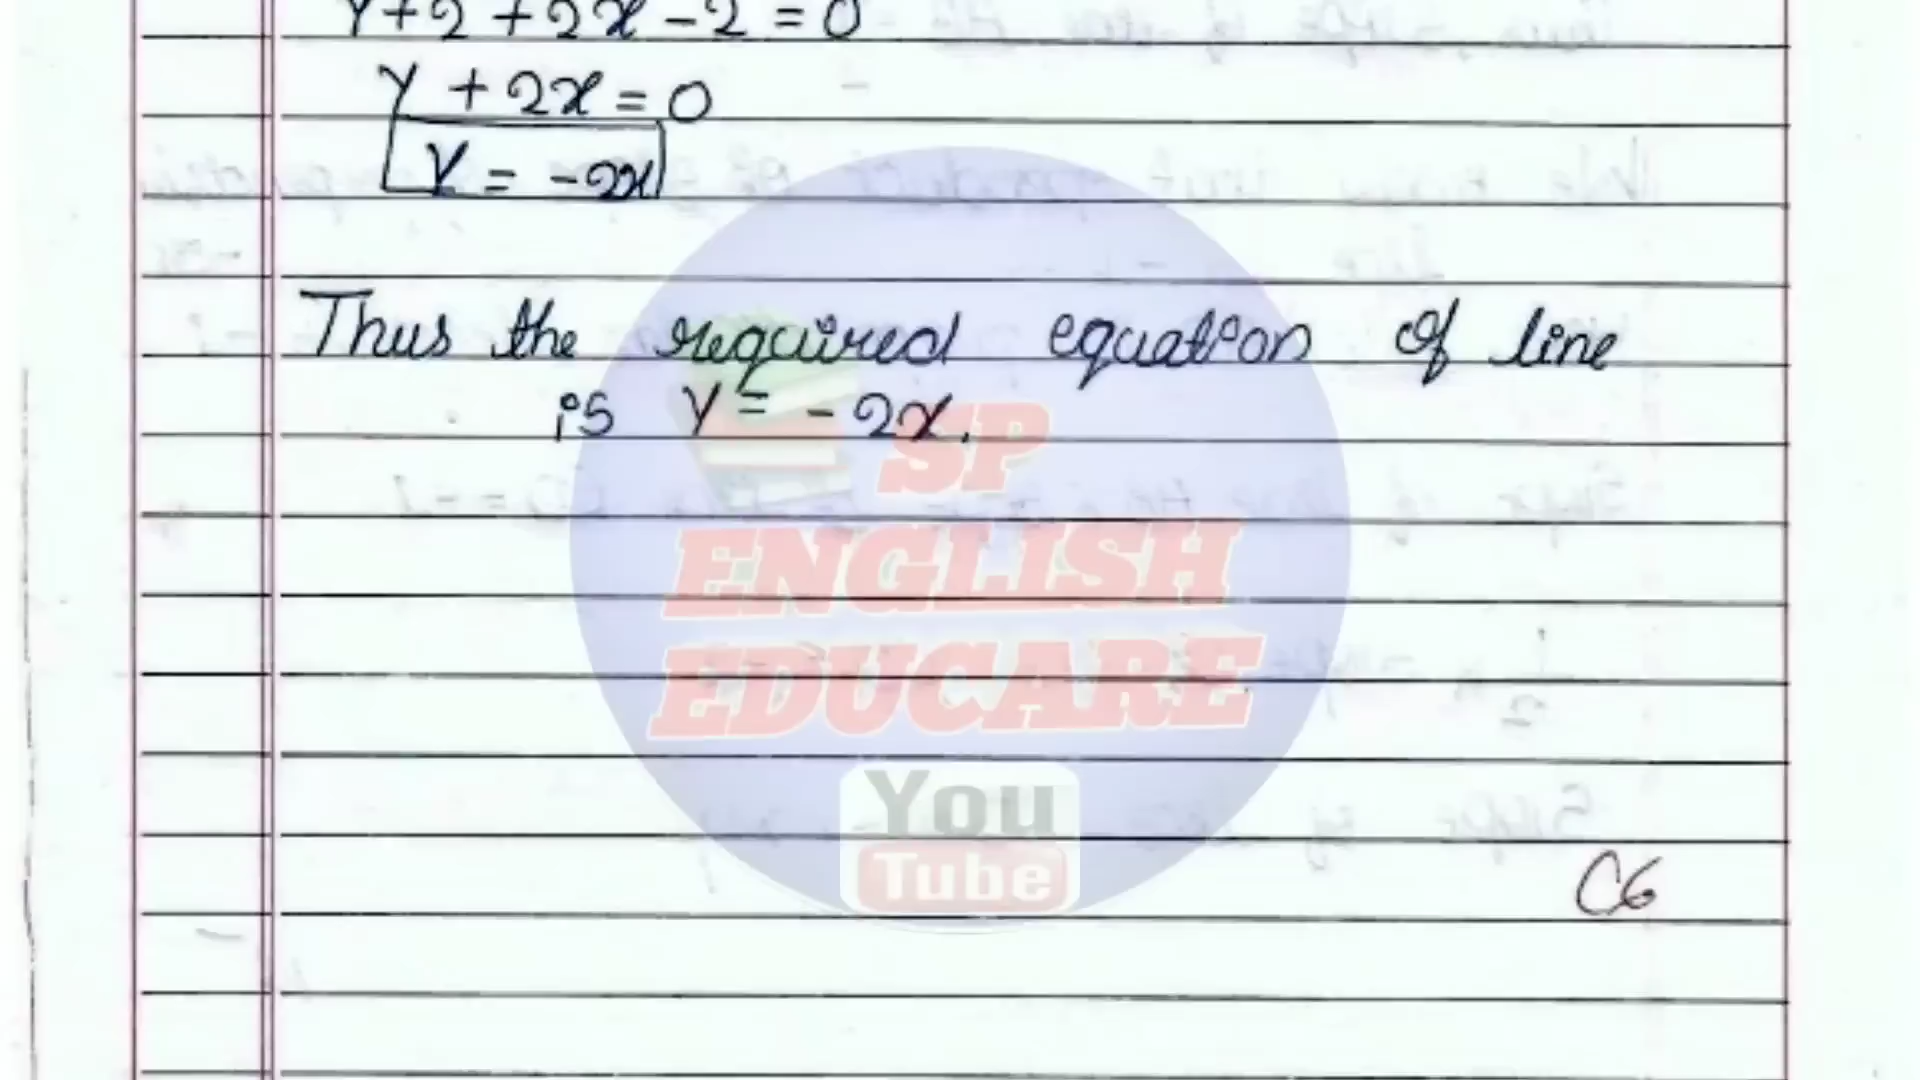 Y+2+2x-2=0
Y+2x=0
Y = -2x
Thus the required equation of line
is Y = -2x.
SP
ENGLISH
EDUCARE
You
Tube
C6